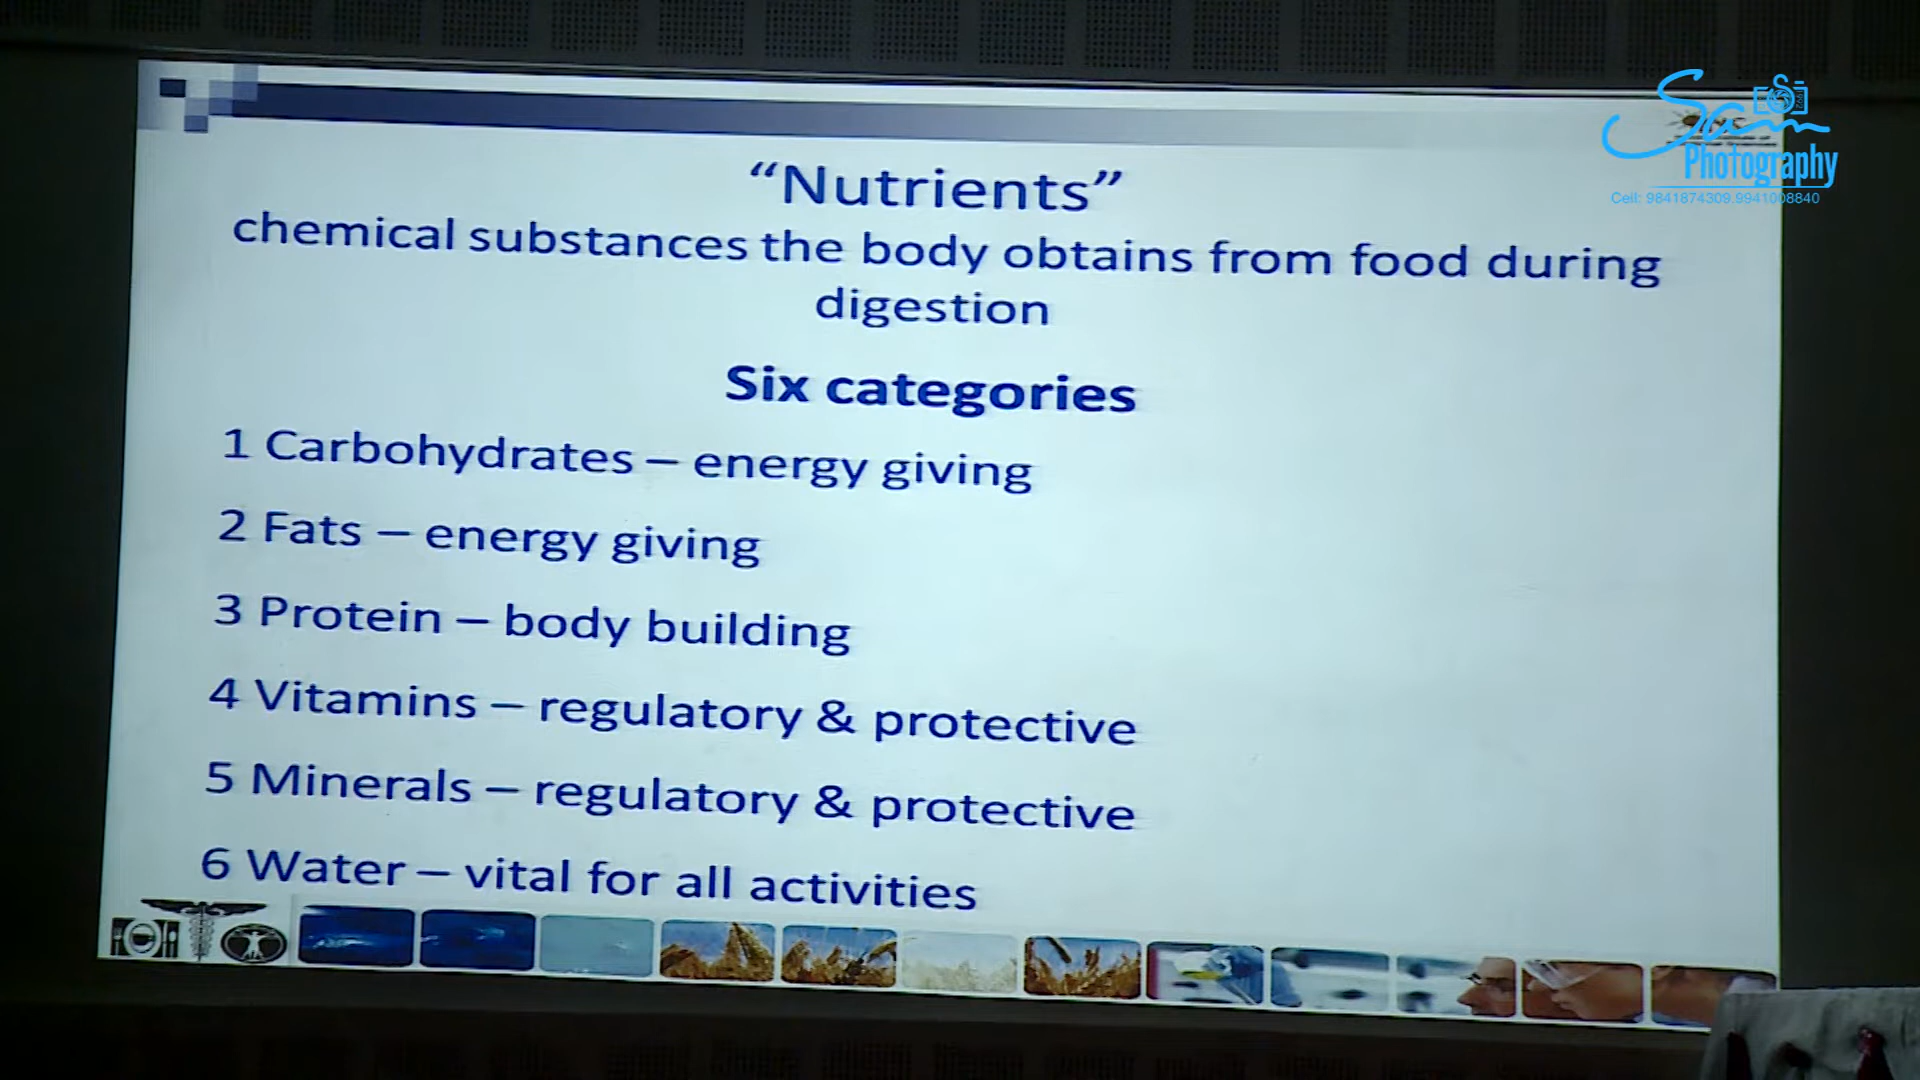 Sam
Photography
Cell: 9841874309.9941008840
“Nutrients”
chemical substances the body obtains from food during
digestion
Six categories
1 Carbohydrates – energy giving
2 Fats – energy giving
3 Protein – body building
4 Vitamins – regulatory & protective
5 Minerals – regulatory & protective
6 Water – vital for all activities